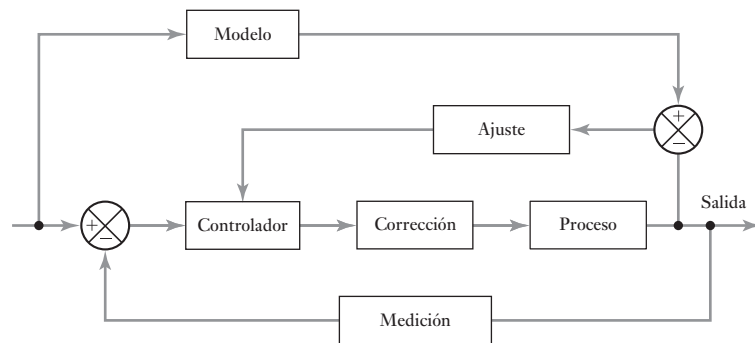 Modelo
+
−
Ajuste
+
−
Controlador
Corrección
Proceso
Salida
Medición